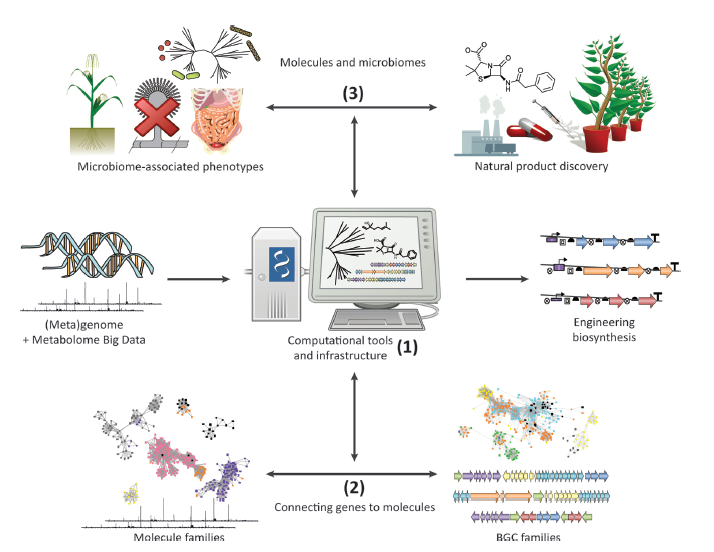 Molecules and microbiomes
(3)
Microbiome-associated phenotypes
Natural product discovery
(Meta)genome
+ Metabolome Big Data
Computational tools
and infrastructure (1)
Engineering
biosynthesis
(2)
Connecting genes to molecules
Molecule families
BGC families